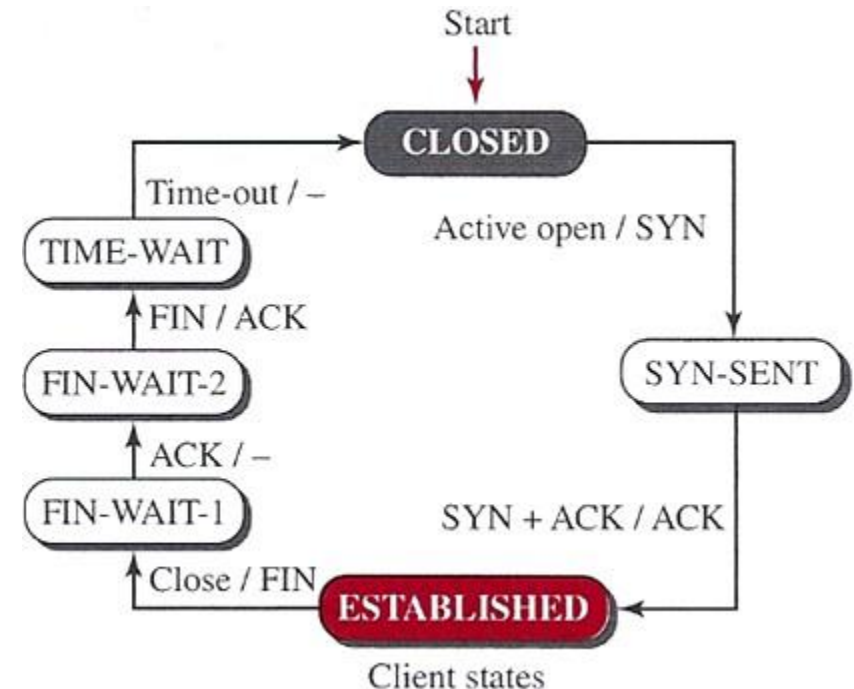 Start
CLOSED
Time-out / –
Active open / SYN
TIME-WAIT
FIN / ACK
FIN-WAIT-2
SYN-SENT
ACK / –
FIN-WAIT-1
SYN + ACK / ACK
Close / FIN
ESTABLISHED
Client states